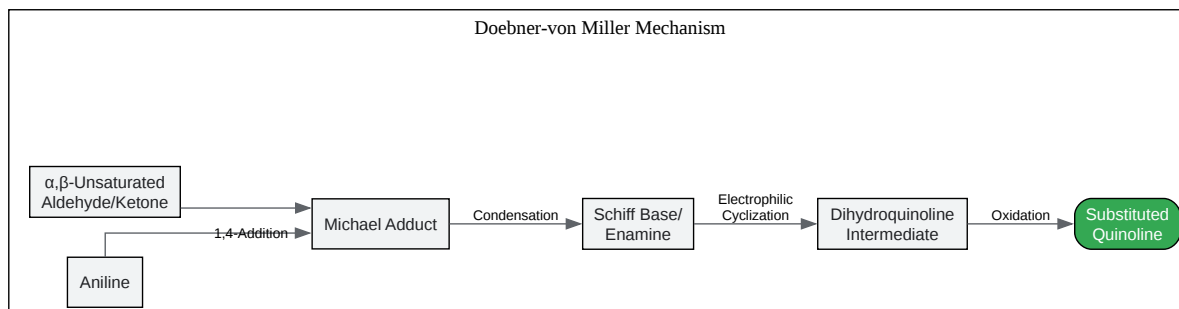 Doebner-von Miller Mechanism
α,β-Unsaturated
Aldehyde/Ketone
1,4-Addition
Aniline
Michael Adduct
Condensation
Schiff Base/
Enamine
Electrophilic
Cyclization
Dihydroquinoline
Intermediate
Oxidation
Substituted
Quinoline